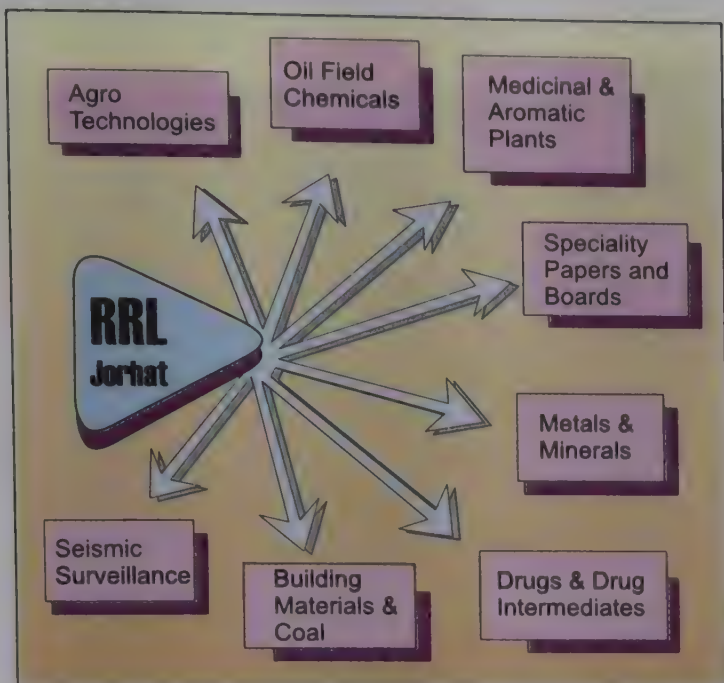 Agro
Technologies
Oil Field
Chemicals
Medicinal &
Aromatic
Plants
Speciality
Papers and
Boards
RRL
Jorhat
Metals &
Minerals
Seismic
Surveillance
Building
Materials &
Coal
Drugs & Drug
Intermediates